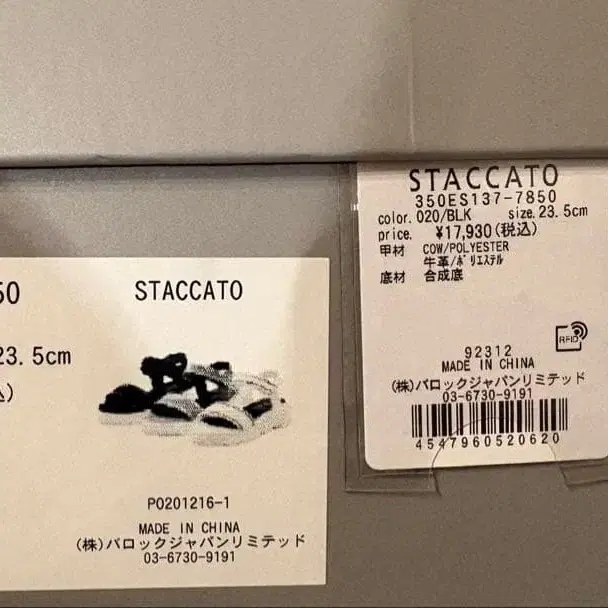 50
23.5cm
STACCATO
P0201216-1
MADE IN CHINA
(株)バロックジャパンリミテッド
03-6730-9191
STACCATO
350ES137-7850
color. 020/BLK size. 23.5cm
price. ¥17,930(税込)
甲材 COW/POLYESTER
牛革/ポリエステル
底材 合成底
RFID
92312
MADE IN CHINA
(株)バロックジャパンリミテッド
03-6730-9191
4547960520620